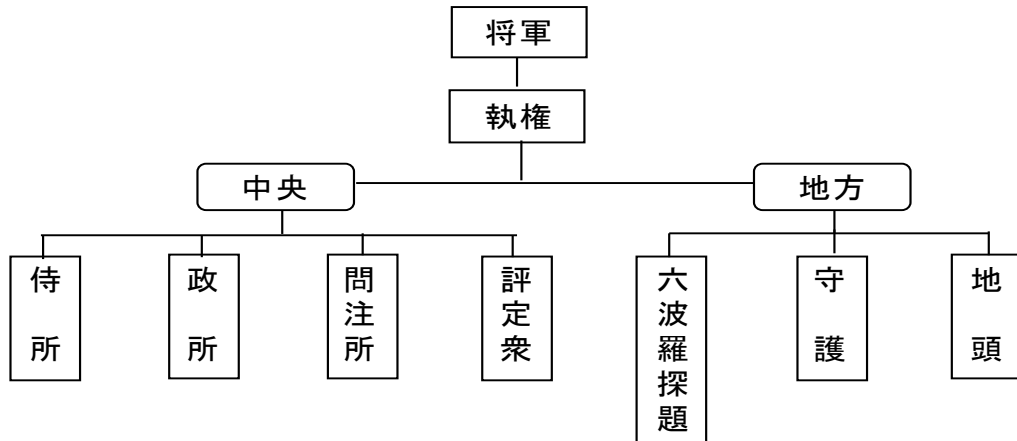 将軍
執権
中央
地方
侍所
政所
問注所
評定衆
六波羅探題
守護
地頭